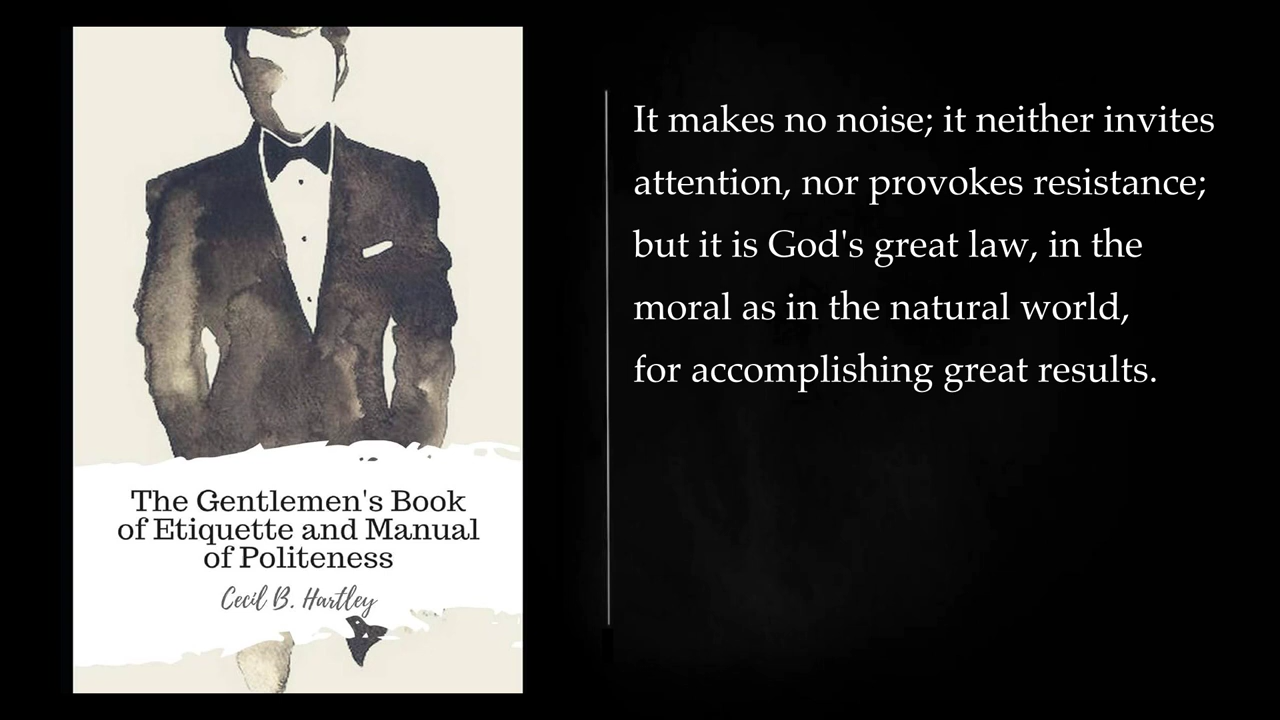 The Gentlemen's Book
of Etiquette and Manual
of Politeness
Cecil B. Hartley
It makes no noise; it neither invites
attention, nor provokes resistance;
but it is God's great law, in the
moral as in the natural world,
for accomplishing great results.